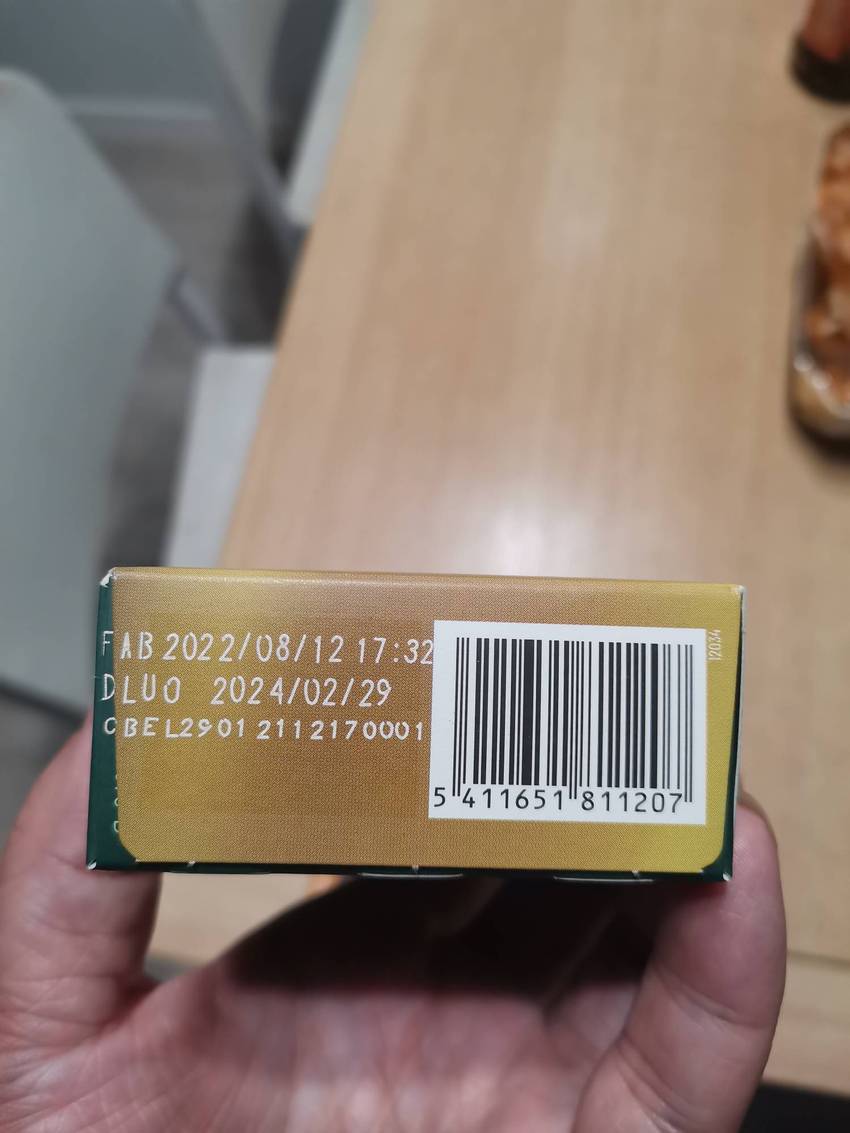 FAB 2022/08/12 17:32
DLUO 2024/02/29
CBEL2901 2112170001
5 411651 811207
12034